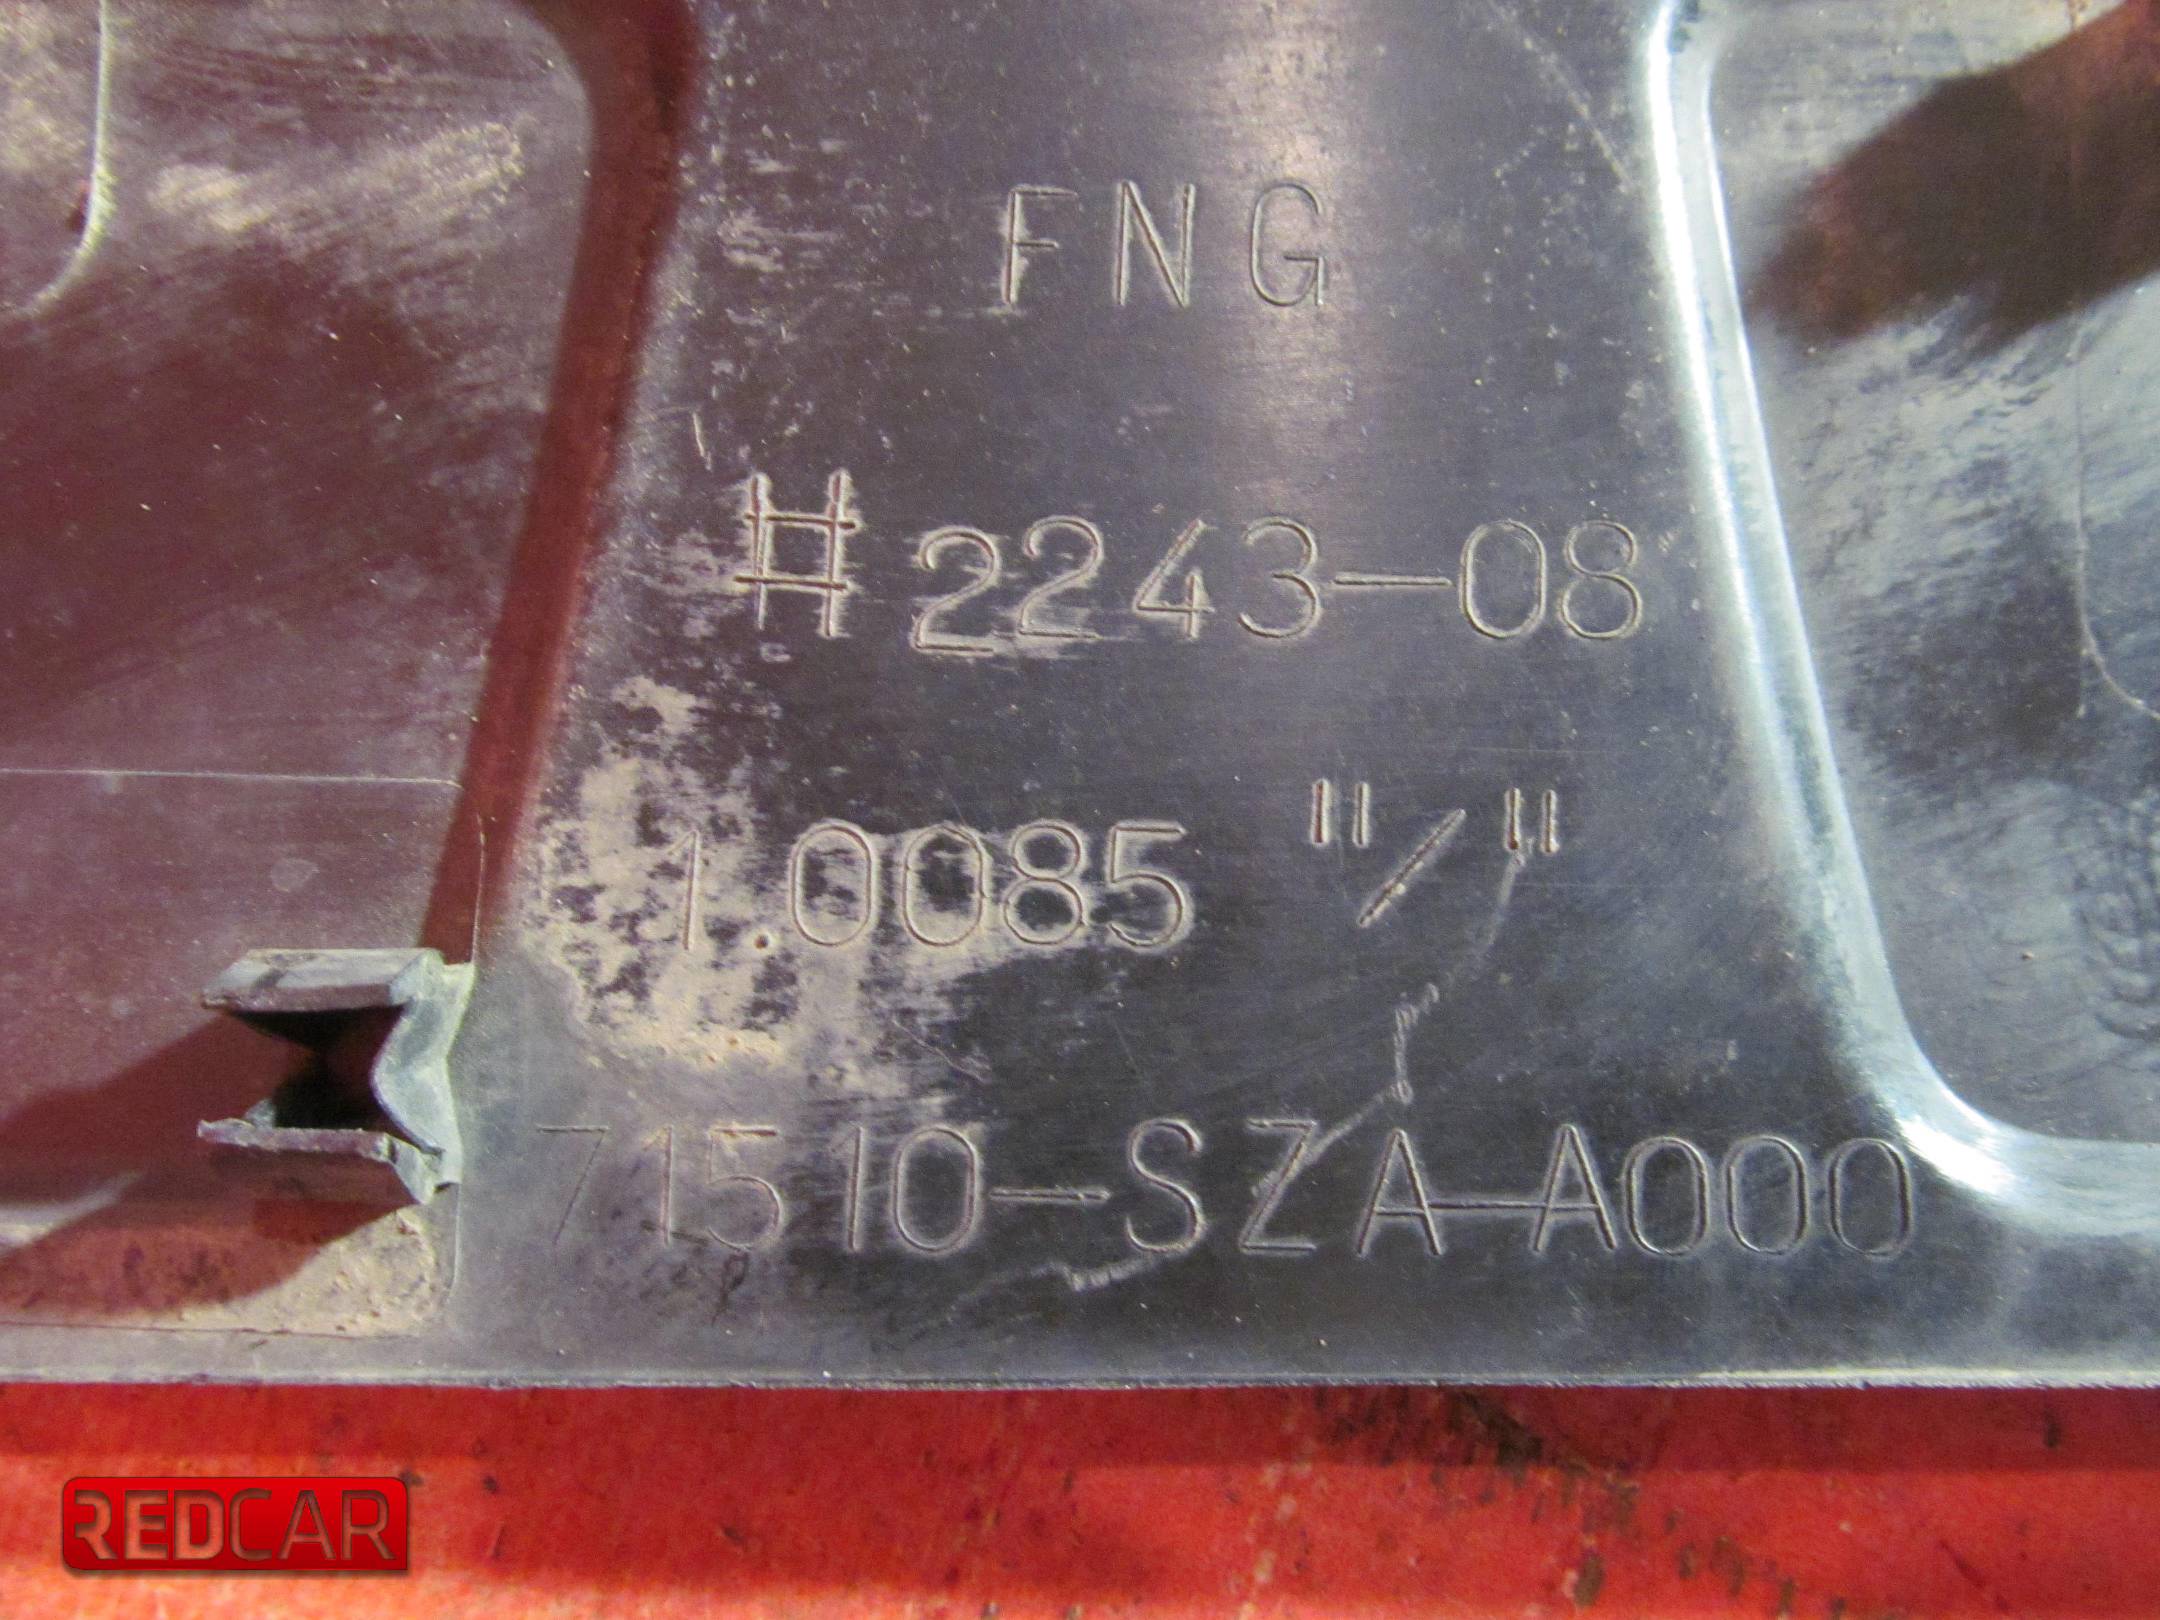 FNG
#2243-08
1.0085 "/"
71510-SZA-A000
REDCAR